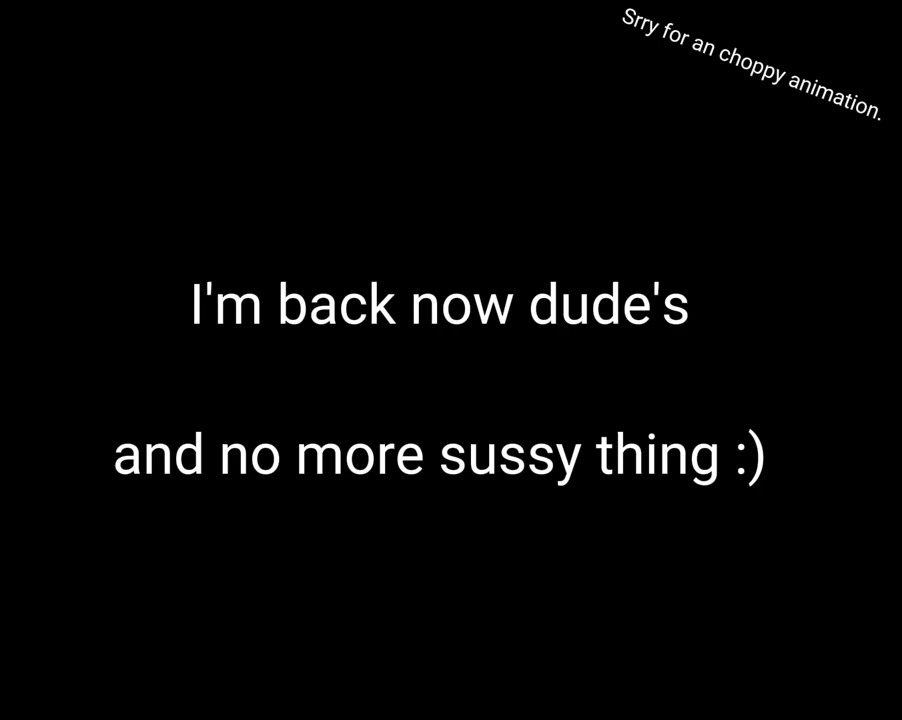 Srry for an choppy animation.
I'm back now dude's
and no more sussy thing :)